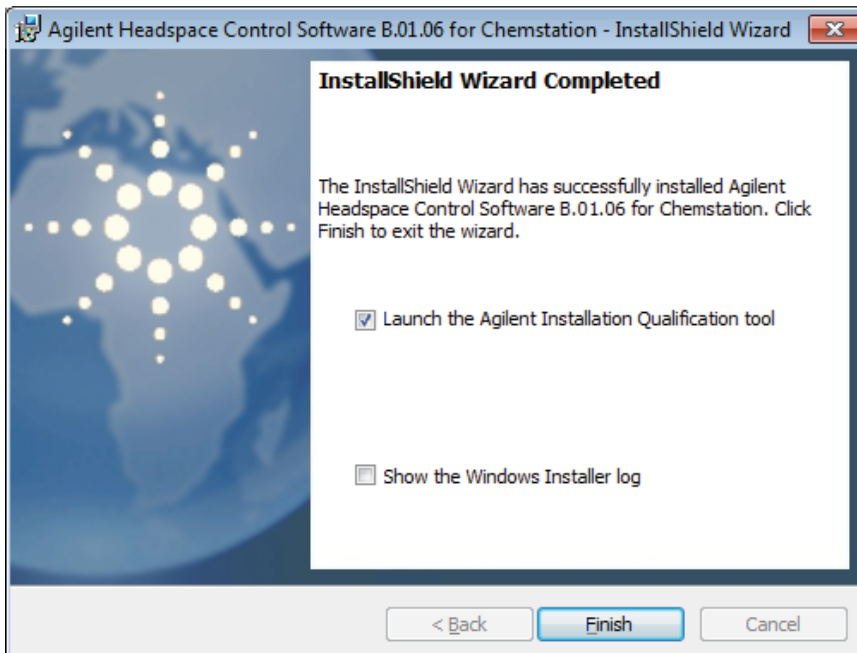 Agilent Headspace Control Software B.01.06 for Chemstation - InstallShield Wizard
InstallShield Wizard Completed
The InstallShield Wizard has successfully installed Agilent
Headspace Control Software B.01.06 for Chemstation. Click
Finish to exit the wizard.
Launch the Agilent Installation Qualification tool
Show the Windows Installer log
< Back
Finish
Cancel